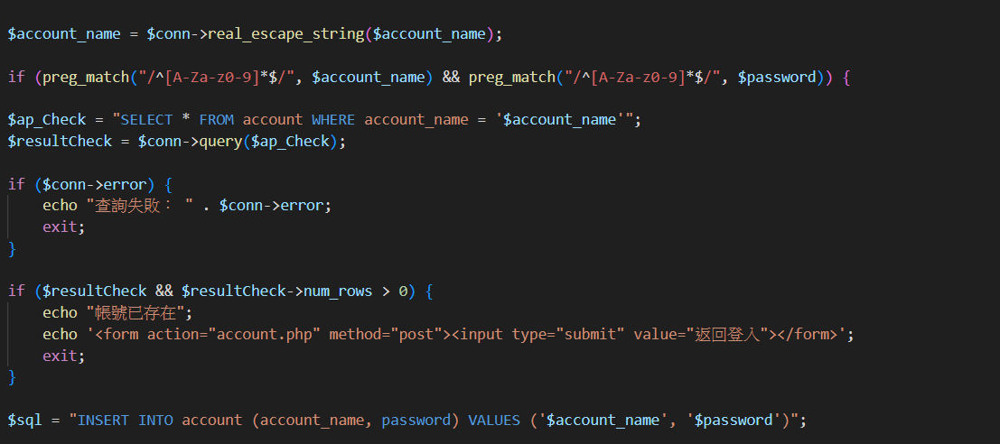 $account_name = $conn->real_escape_string($account_name);
if (preg_match("/^[A-Za-z0-9]*$/", $account_name) && preg_match("/^[A-Za-z0-9]*$/", $password)) {
$ap_Check = "SELECT * FROM account WHERE account_name = '$account_name'";
$resultCheck = $conn->query($ap_Check);
if ($conn->error) {
echo "查詢失敗： " . $conn->error;
exit;
}
if ($resultCheck && $resultCheck->num_rows > 0) {
echo "帳號已存在";
echo '<form action="account.php" method="post"><input type="submit" value="返回登入"></form>';
exit;
}
$sql = "INSERT INTO account (account_name, password) VALUES ('$account_name', '$password')";